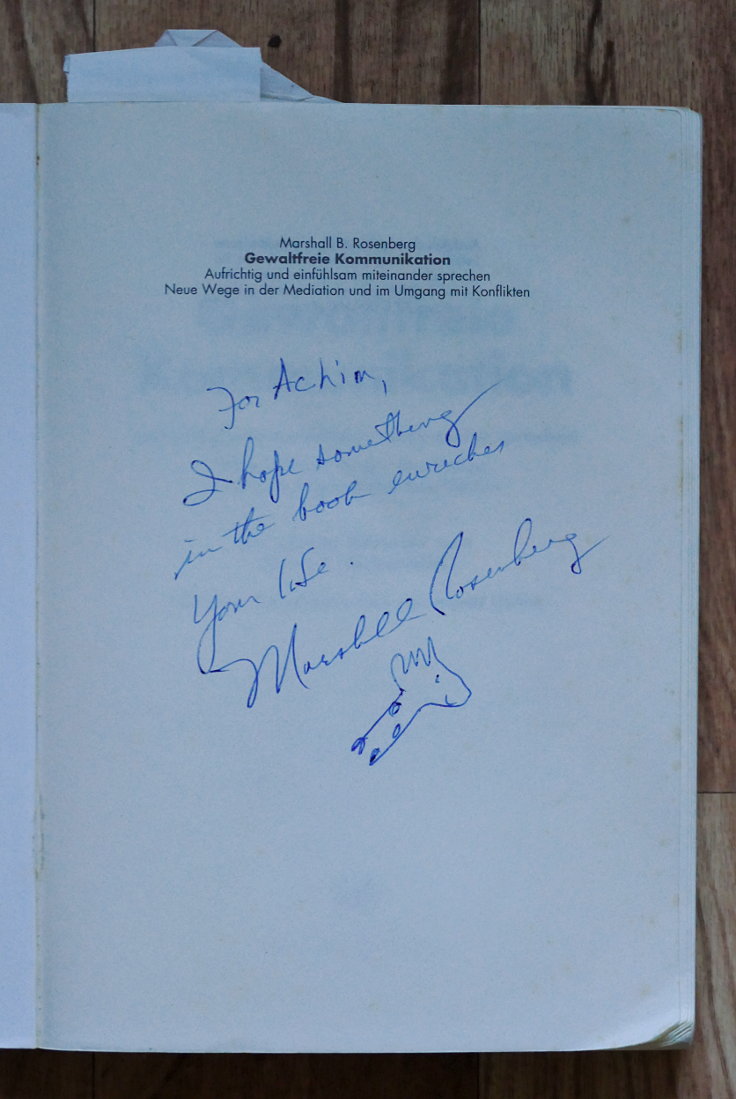 Marshall B. Rosenberg
Gewaltfreie Kommunikation
Aufrichtig und einfühlsam miteinander sprechen
Neue Wege in der Mediation und im Umgang mit Konflikten
For Achim,
I hope something
in the book enriches
your life.
Marshall Rosenberg